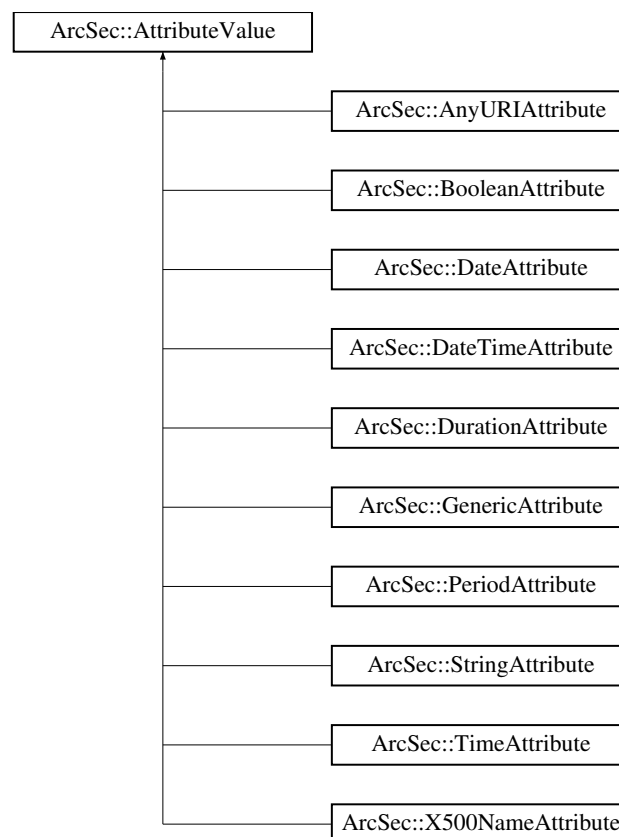 ArcSec::AttributeValue
ArcSec::AnyURIAttribute
ArcSec::BooleanAttribute
ArcSec::DateAttribute
ArcSec::DateTimeAttribute
ArcSec::DurationAttribute
ArcSec::GenericAttribute
ArcSec::PeriodAttribute
ArcSec::StringAttribute
ArcSec::TimeAttribute
ArcSec::X500NameAttribute